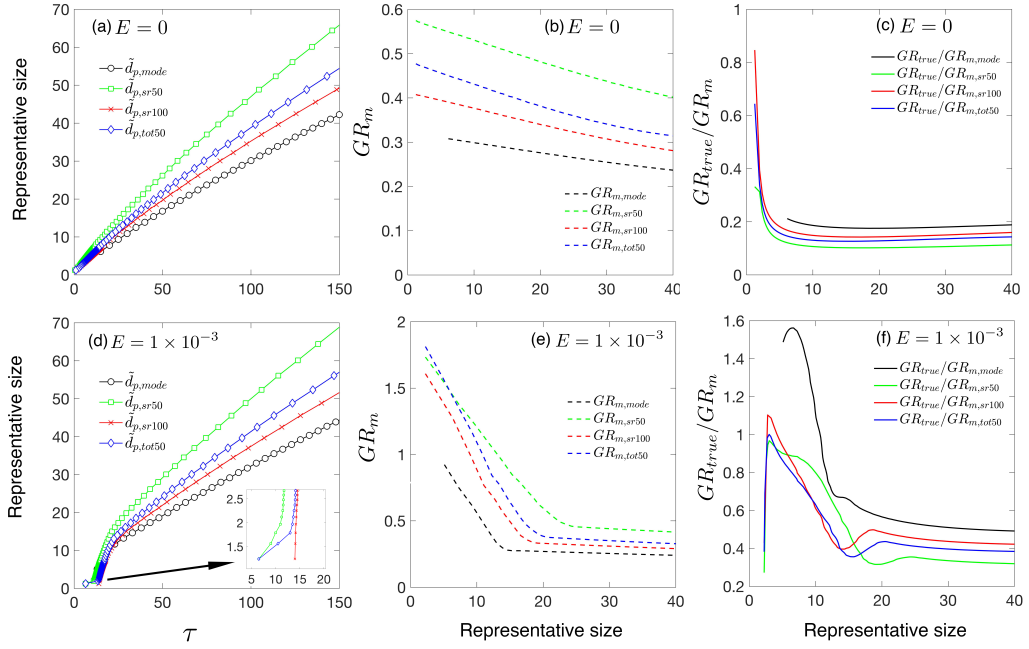 (a) E = 0
Representative size
70
60
50
40
30
20
10
0
d̃p,mode
d̃p,sr50
d̃p,sr100
d̃p,tot50
0 50 100 150
(b) E = 0
GRm
0.6
0.5
0.4
0.3
0.2
0.1
0
GRm,mode
GRm,sr50
GRm,sr100
GRm,tot50
0 10 20 30 40
(c) E = 0
GRtrue/GRm
1
0.8
0.6
0.4
0.2
0
GRtrue/GRm,mode
GRtrue/GRm,sr50
GRtrue/GRm,sr100
GRtrue/GRm,tot50
0 10 20 30 40
(d) E = 1 × 10⁻³
Representative size
70
60
50
40
30
20
10
0
d̃p,mode
d̃p,sr50
d̃p,sr100
d̃p,tot50
2.5
2
1.5
5 10 15 20
0 50 100 150
τ
(e) E = 1 × 10⁻³
GRm
2
1.5
1
0.5
0
GRm,mode
GRm,sr50
GRm,sr100
GRm,tot50
0 10 20 30 40
Representative size
(f) E = 1 × 10⁻³
GRtrue/GRm
1.6
1.4
1.2
1
0.8
0.6
0.4
0.2
GRtrue/GRm,mode
GRtrue/GRm,sr50
GRtrue/GRm,sr100
GRtrue/GRm,tot50
0 10 20 30 40
Representative size